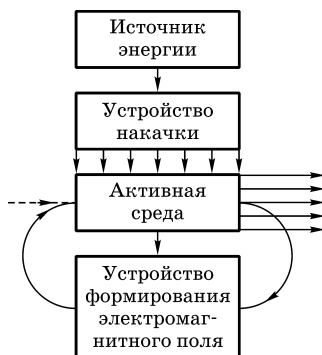 Источник
энергии
Устройство
накачки
Активная
среда
Устройство
формирования
электромаг-
нитного поля